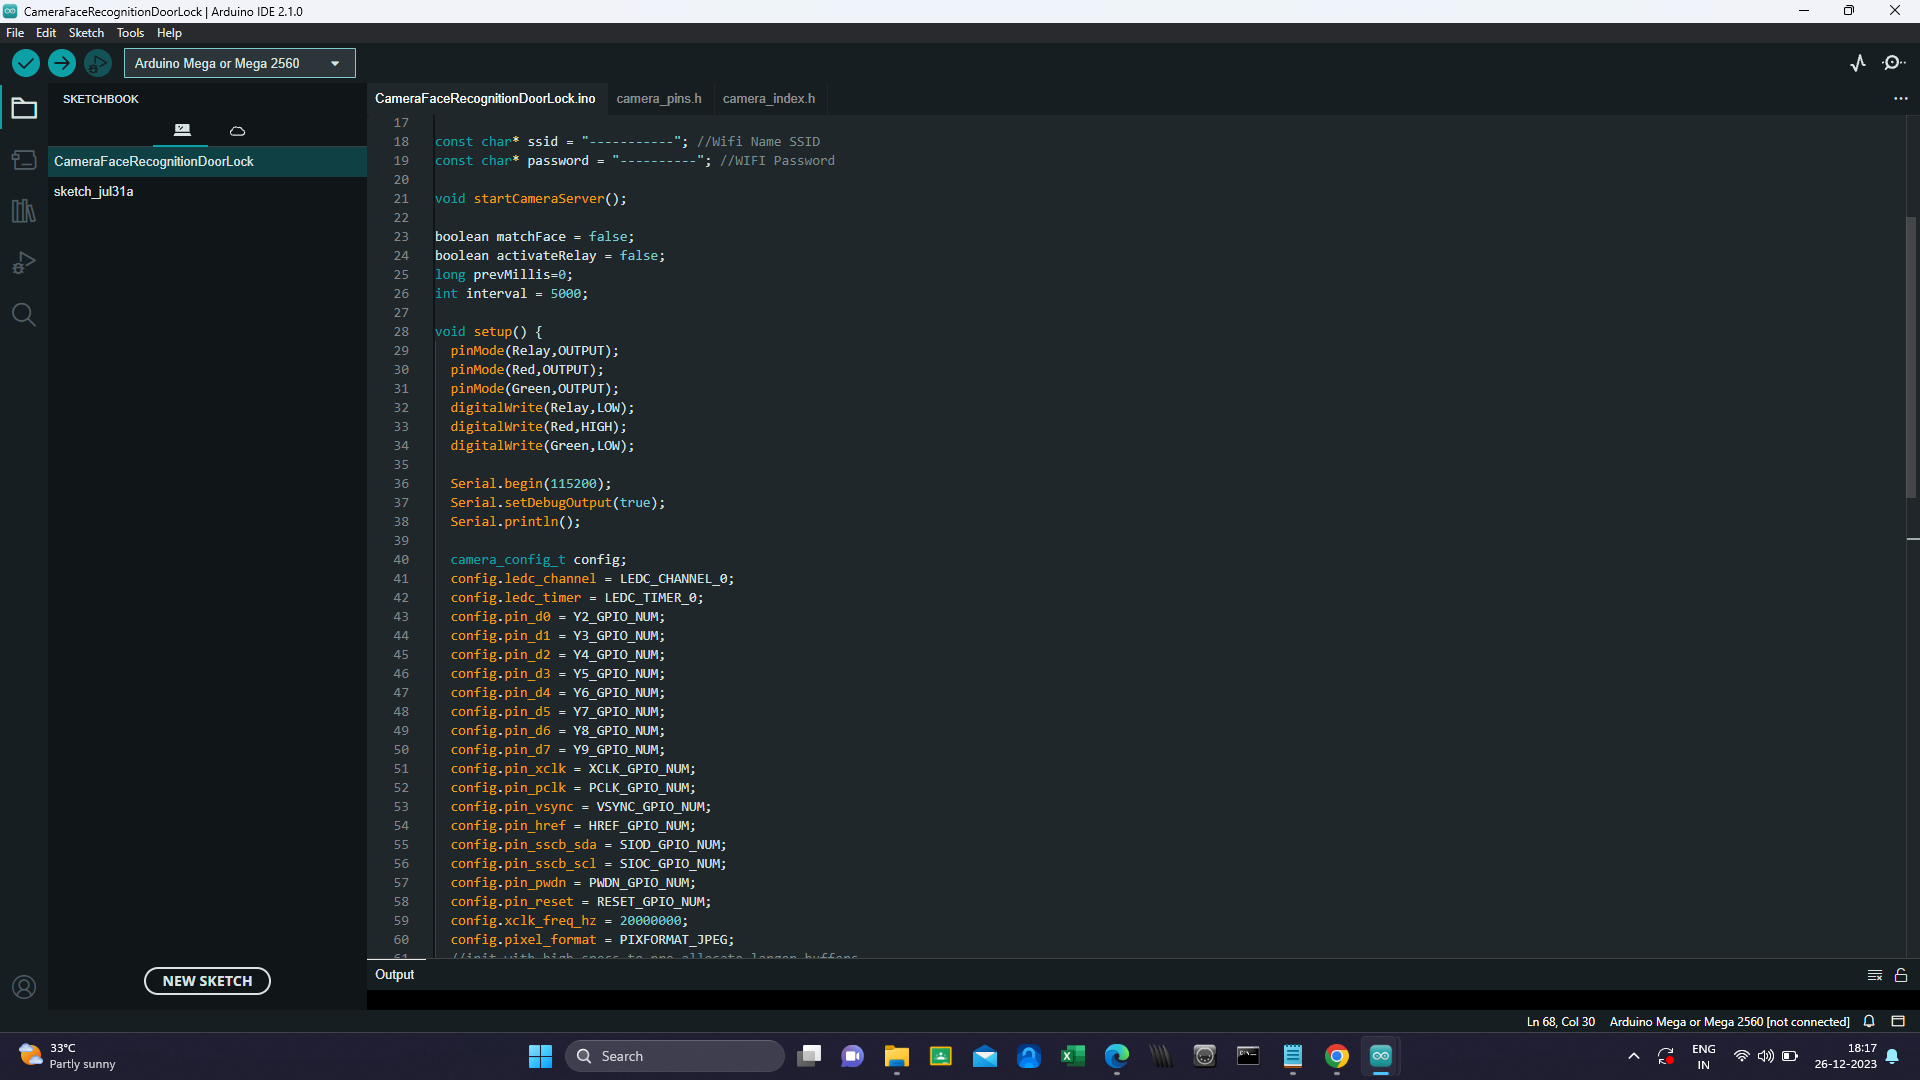 CameraFaceRecognitionDoorLock | Arduino IDE 2.1.0
File Edit Sketch Tools Help
Arduino Mega or Mega 2560
SKETCHBOOK
CameraFaceRecognitionDoorLock
sketch_jul31a
NEW SKETCH
CameraFaceRecognitionDoorLock.ino camera_pins.h camera_index.h
17
18 const char* ssid = "-----------"; //Wifi Name SSID
19 const char* password = "----------"; //WIFI Password
20
21 void startCameraServer();
22
23 boolean matchFace = false;
24 boolean activateRelay = false;
25 long prevMillis=0;
26 int interval = 5000;
27
28 void setup() {
29 pinMode(Relay,OUTPUT);
30 pinMode(Red,OUTPUT);
31 pinMode(Green,OUTPUT);
32 digitalWrite(Relay,LOW);
33 digitalWrite(Red,HIGH);
34 digitalWrite(Green,LOW);
35
36 Serial.begin(115200);
37 Serial.setDebugOutput(true);
38 Serial.println();
39
40 camera_config_t config;
41 config.ledc_channel = LEDC_CHANNEL_0;
42 config.ledc_timer = LEDC_TIMER_0;
43 config.pin_d0 = Y2_GPIO_NUM;
44 config.pin_d1 = Y3_GPIO_NUM;
45 config.pin_d2 = Y4_GPIO_NUM;
46 config.pin_d3 = Y5_GPIO_NUM;
47 config.pin_d4 = Y6_GPIO_NUM;
48 config.pin_d5 = Y7_GPIO_NUM;
49 config.pin_d6 = Y8_GPIO_NUM;
50 config.pin_d7 = Y9_GPIO_NUM;
51 config.pin_xclk = XCLK_GPIO_NUM;
52 config.pin_pclk = PCLK_GPIO_NUM;
53 config.pin_vsync = VSYNC_GPIO_NUM;
54 config.pin_href = HREF_GPIO_NUM;
55 config.pin_sscb_sda = SIOD_GPIO_NUM;
56 config.pin_sscb_scl = SIOC_GPIO_NUM;
57 config.pin_pwdn = PWDN_GPIO_NUM;
58 config.pin_reset = RESET_GPIO_NUM;
59 config.xclk_freq_hz = 20000000;
60 config.pixel_format = PIXFORMAT_JPEG;
61 //init with high specs to pre-allocate larger buffers
Output
Ln 68, Col 30 Arduino Mega or Mega 2560 [not connected]
33°C
Partly sunny
Search
ENG
IN
18:17
26-12-2023